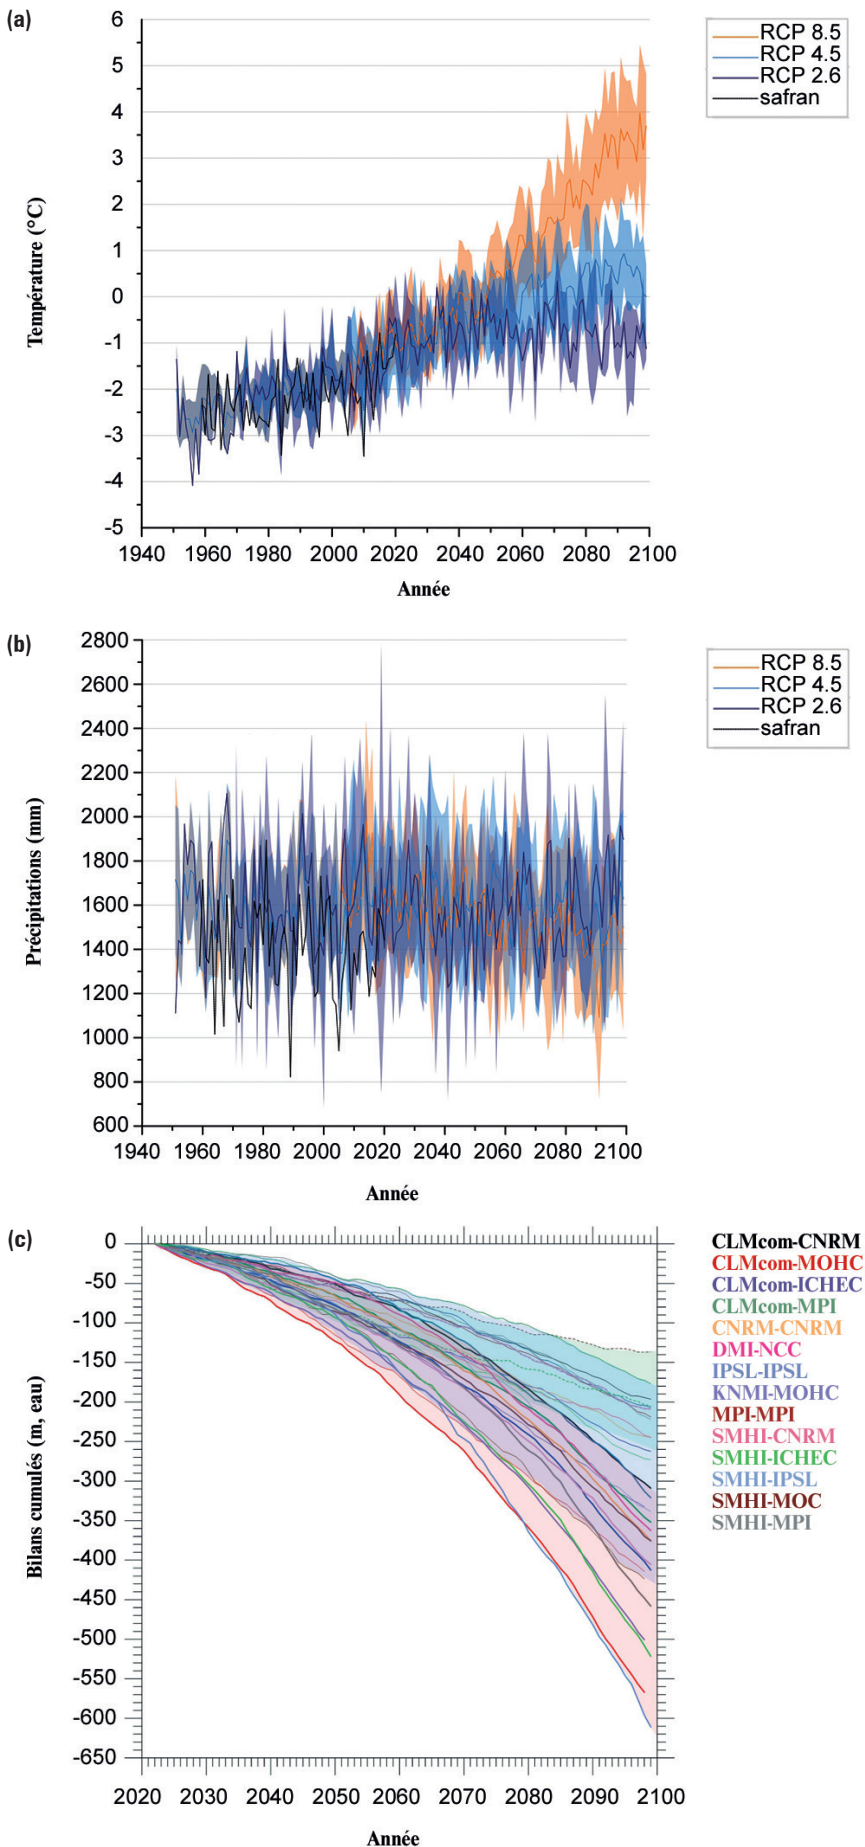 (a)
6
5
4
3
2
1
0
-1
-2
-3
-4
-5
Température (°C)
1940 1960 1980 2000 2020 2040 2060 2080 2100
Année
RCP 8.5
RCP 4.5
RCP 2.6
safran
(b)
2800
2600
2400
2200
2000
1800
1600
1400
1200
1000
800
600
Précipitations (mm)
1940 1960 1980 2000 2020 2040 2060 2080 2100
Année
RCP 8.5
RCP 4.5
RCP 2.6
safran
(c)
0
-50
-100
-150
-200
-250
-300
-350
-400
-450
-500
-550
-600
-650
Bilans cumulés (m, eau)
2020 2030 2040 2050 2060 2070 2080 2090 2100
Année
CLMcom-CNRM
CLMcom-MOHC
CLMcom-ICHEC
CLMcom-MPI
CNRM-CNRM
DMI-NCC
IPSL-IPSL
KNMI-MOHC
MPI-MPI
SMHI-CNRM
SMHI-ICHEC
SMHI-IPSL
SMHI-MOC
SMHI-MPI